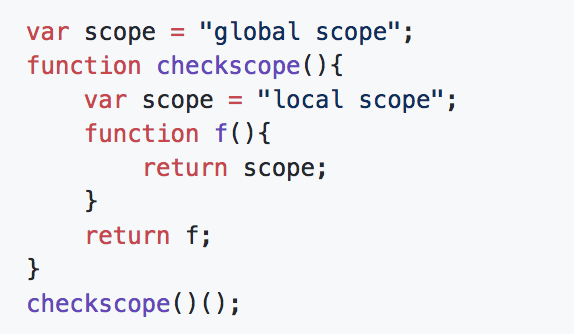 var scope = "global scope";
function checkscope(){
    var scope = "local scope";
    function f(){
        return scope;
    }
    return f;
}
checkscope()();